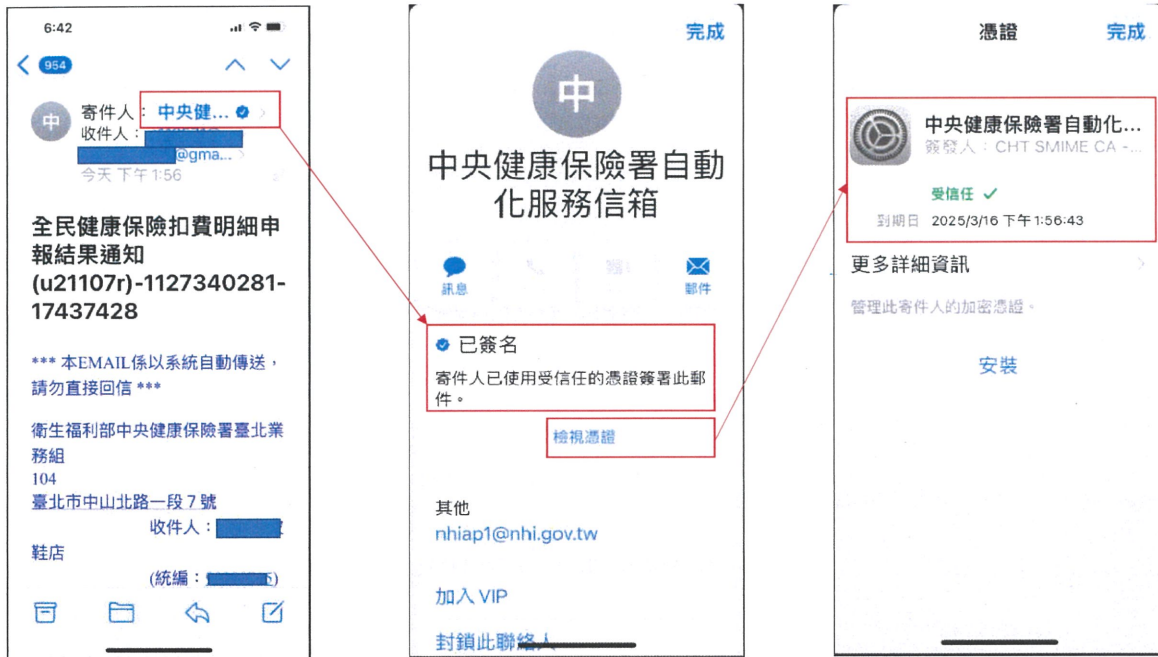 6:42
954
中
寄件人： 中央健...
收件人：
@gma...
今天 下午 1:56
全民健康保險扣費明細申
報結果通知
(u21107r)-1127340281-
17437428
*** 本EMAIL係以系統自動傳送，
請勿直接回信 ***
衛生福利部中央健康保險署臺北業
務組
104
臺北市中山北路一段 7 號
收件人：
鞋店
(統編：
完成
中
中央健康保險署自動
化服務信箱
訊息
郵件
已簽名
寄件人已使用受信任的憑證簽署此郵
件。
檢視憑證
其他
nhiap1@nhi.gov.tw
加入 VIP
封鎖此聯絡人
憑證
完成
中央健康保險署自動化...
簽發人：CHT SMIME CA -...
受信任
到期日 2025/3/16 下午 1:56:43
更多詳細資訊
管理此寄件人的加密憑證。
安裝